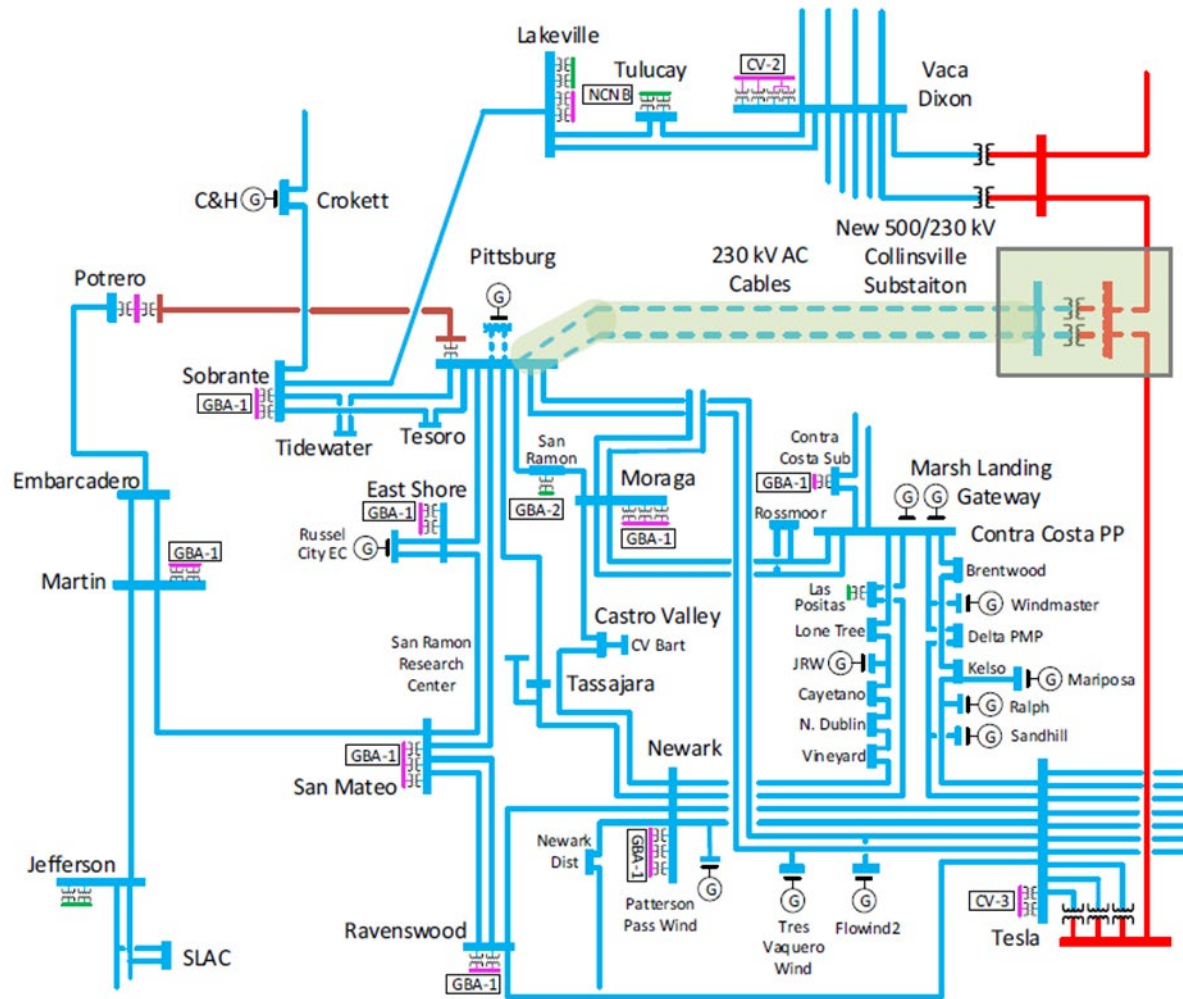 Lakeville
NCNB
Tulucay
CV-2
Vaca
Dixon
C&H
G
Crokett
Potrero
Pittsburg
G
230 kV AC
Cables
New 500/230 kV
Collinsville
Substaiton
Sobrante
GBA-1
Tidewater
Tesoro
San
Ramon
GBA-2
Moraga
GBA-1
Contra
Costa Sub
GBA-1
Rossmoor
Marsh Landing
Gateway
G
G
Contra Costa PP
Embarcadero
East Shore
GBA-1
Russel
City EC
G
GBA-1
Martin
Las
Positas
Brentwood
G
Windmaster
Lone Tree
Delta PMP
JRW
G
Kelso
G
Mariposa
Cayetano
G
Ralph
N. Dublin
G
Sandhill
Vineyard
Castro Valley
CV Bart
San Ramon
Research
Center
Tassajara
GBA-1
San Mateo
Newark
Newark
Dist
GBA-1
Patterson
Pass Wind
G
G
Tres
Vaquero
Wind
G
Flowind2
CV-3
Tesla
Jefferson
SLAC
Ravenswood
GBA-1